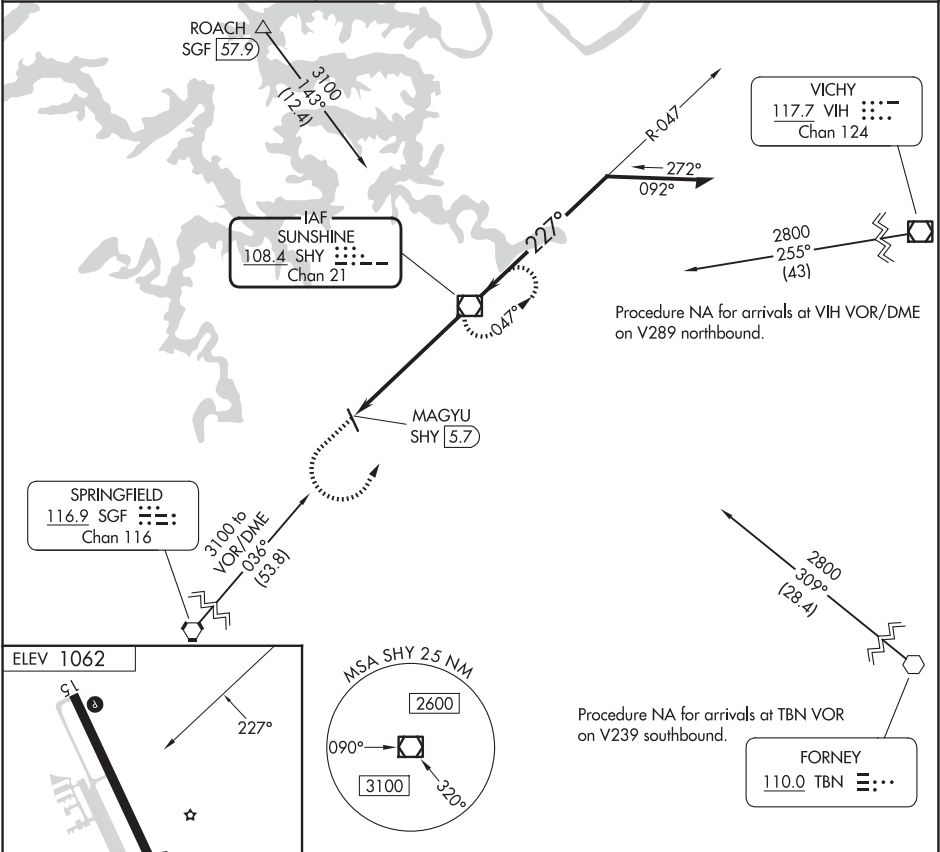 ROACH
SGF 57.9
3100
143°
(12.4)
R-047
272°
092°
VICHY
117.7 VIH
Chan 124
IAF
SUNSHINE
108.4 SHY
Chan 21
227°
2800
255°
(43)
047°
Procedure NA for arrivals at VIH VOR/DME
on V289 northbound.
MAGYU
SHY 5.7
SPRINGFIELD
116.9 SGF
Chan 116
3100 to
VOR/DME
036°
(53.8)
2800
309°
(28.4)
ELEV 1062
15
P
227°
MSA SHY 25 NM
2600
090°
3100
320°
Procedure NA for arrivals at TBN VOR
on V239 southbound.
FORNEY
110.0 TBN